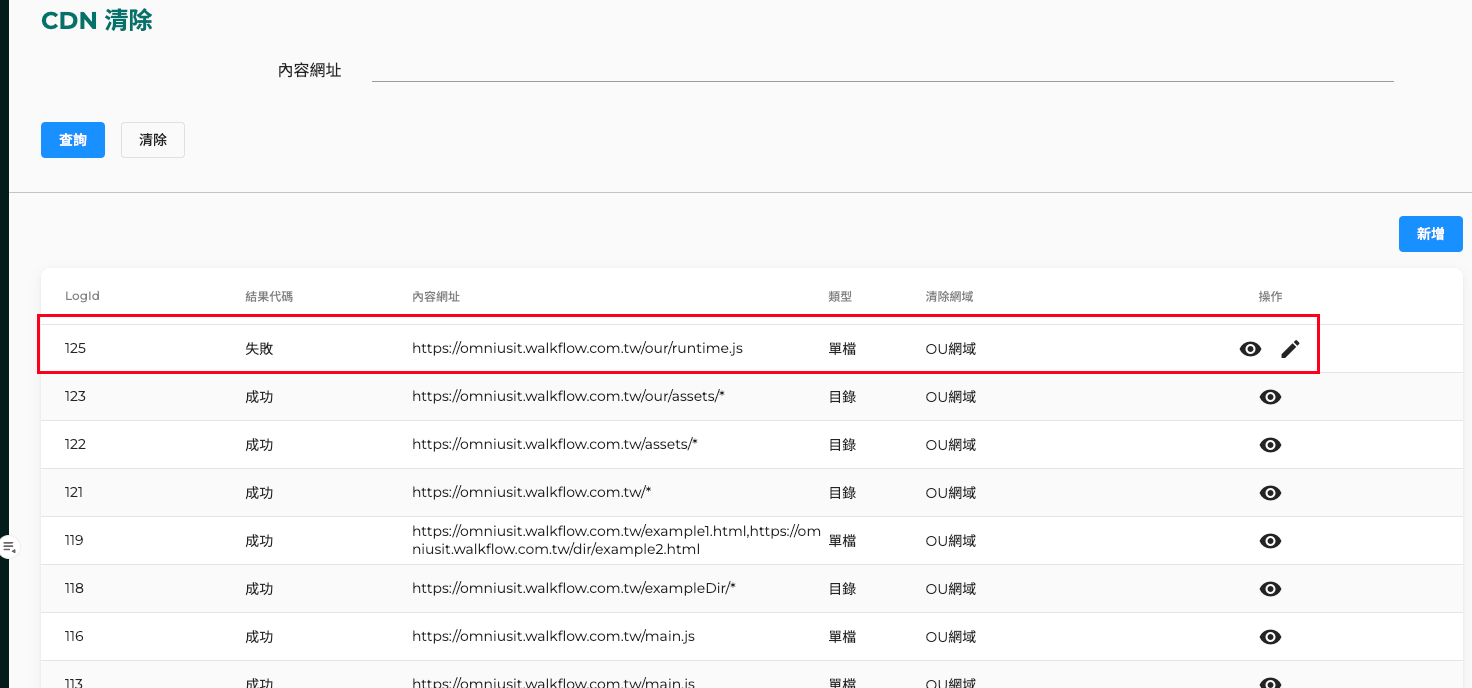 CDN 清除
內容網址
查詢 清除
新增
LogId 結果代碼 內容網址 類型 清除網域 操作
125 失敗 https://omniusit.walkflow.com.tw/our/runtime.js 單檔 OU網域
123 成功 https://omniusit.walkflow.com.tw/our/assets/* 目錄 OU網域
122 成功 https://omniusit.walkflow.com.tw/assets/* 目錄 OU網域
121 成功 https://omniusit.walkflow.com.tw/* 目錄 OU網域
119 成功 https://omniusit.walkflow.com.tw/example1.html,https://om
niusit.walkflow.com.tw/dir/example2.html 單檔 OU網域
118 成功 https://omniusit.walkflow.com.tw/exampleDir/* 目錄 OU網域
116 成功 https://omniusit.walkflow.com.tw/main.js 單檔 OU網域
113 成功 https://omniusit.walkflow.com.tw/main.js 單檔 OU網域